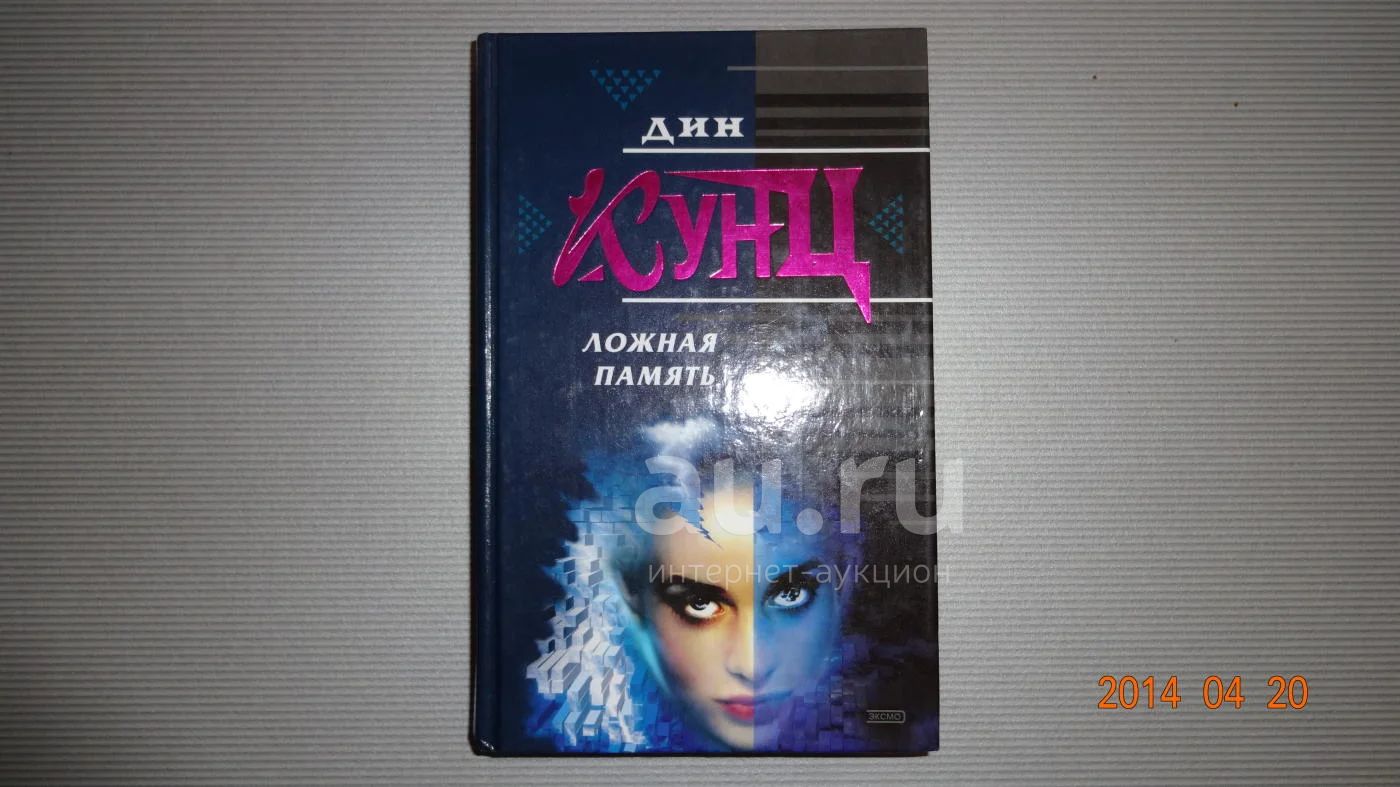 ДИН
КУНЦ
ЛОЖНАЯ
ПАМЯТЬ
au.ru
интернет-аукцион
ЭКСМО
2014 04 20